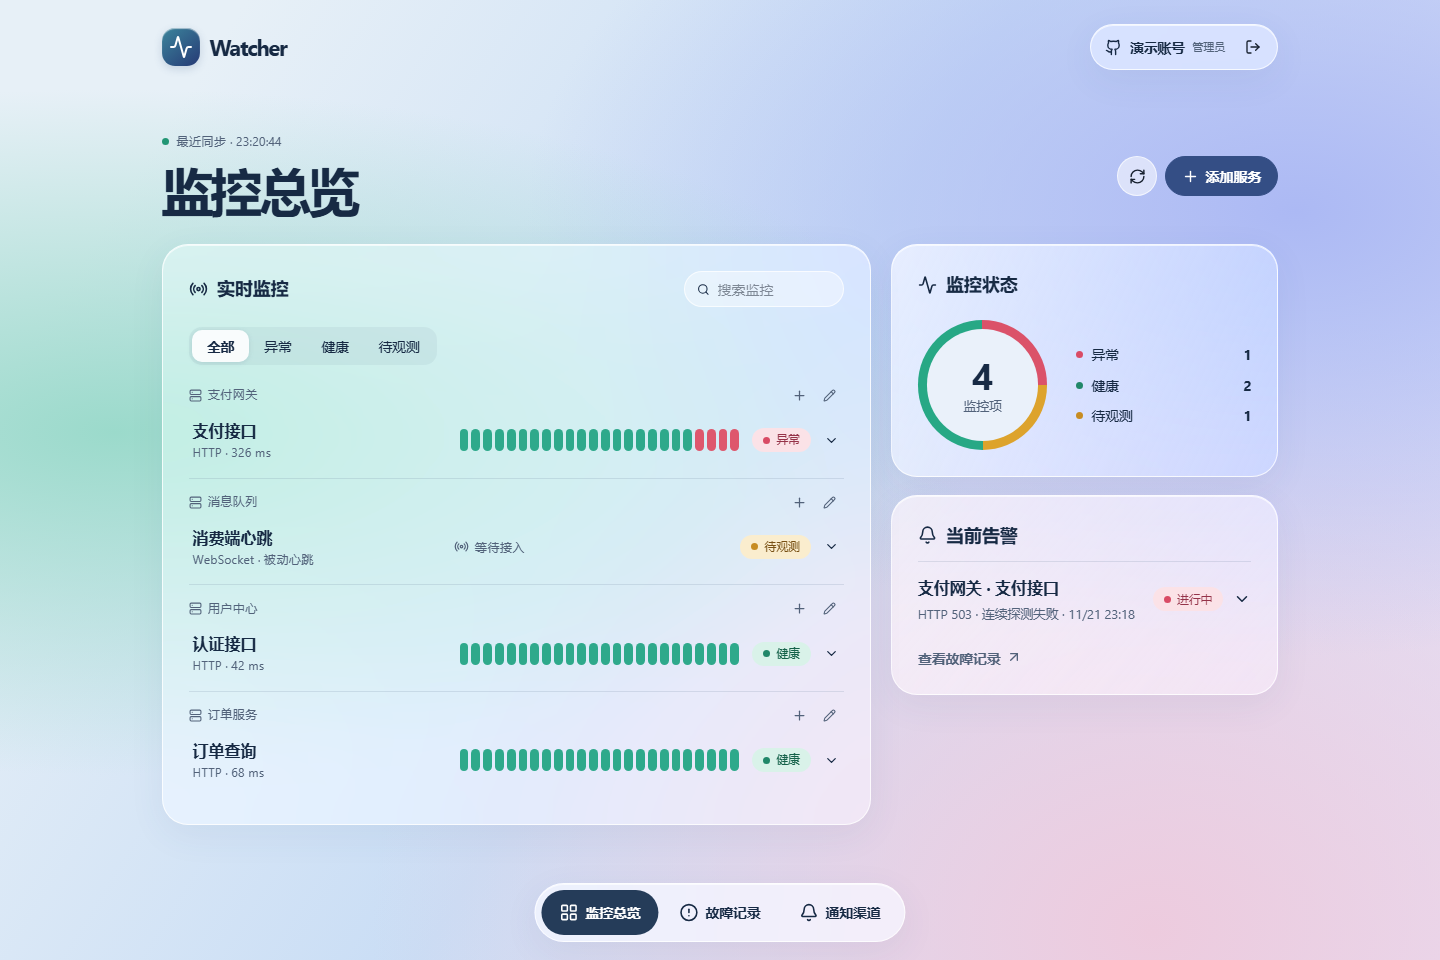 Watcher
演示账号 管理员
最近同步 · 23:20:44
监控总览
添加服务
实时监控
搜索监控
全部 异常 健康 待观测
支付网关
支付接口
HTTP · 326 ms
异常
消息队列
消费端心跳
WebSocket · 被动心跳
等待接入
待观测
用户中心
认证接口
HTTP · 42 ms
健康
订单服务
订单查询
HTTP · 68 ms
健康
监控状态
4
监控项
异常 1
健康 2
待观测 1
当前告警
支付网关 · 支付接口
HTTP 503 · 连续探测失败 · 11/21 23:18
进行中
查看故障记录
监控总览 故障记录 通知渠道